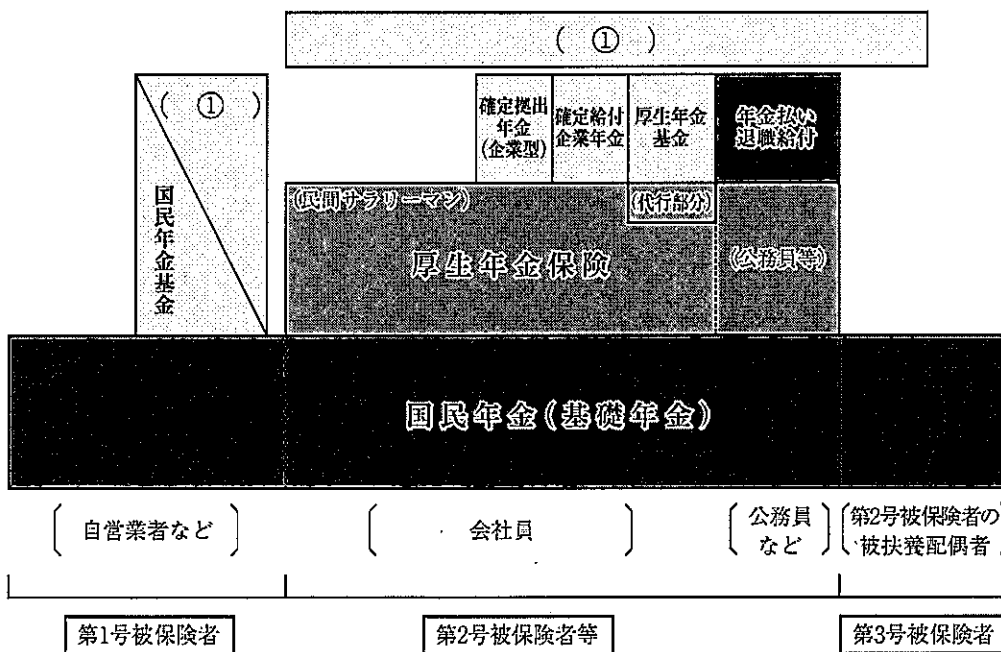 ( ① )
( ① )
国民年金基金
確定拠出
年金
(企業型)
確定給付
企業年金
厚生年金
基金
年金払い
退職給付
(民間サラリーマン)
(代行部分)
厚生年金保険
(公務員等)
国民年金(基礎年金)
(自営業者など)
(会社員)
(公務員
など)
(第2号被保険者の
被扶養配偶者)
第1号被保険者
第2号被保険者等
第3号被保険者